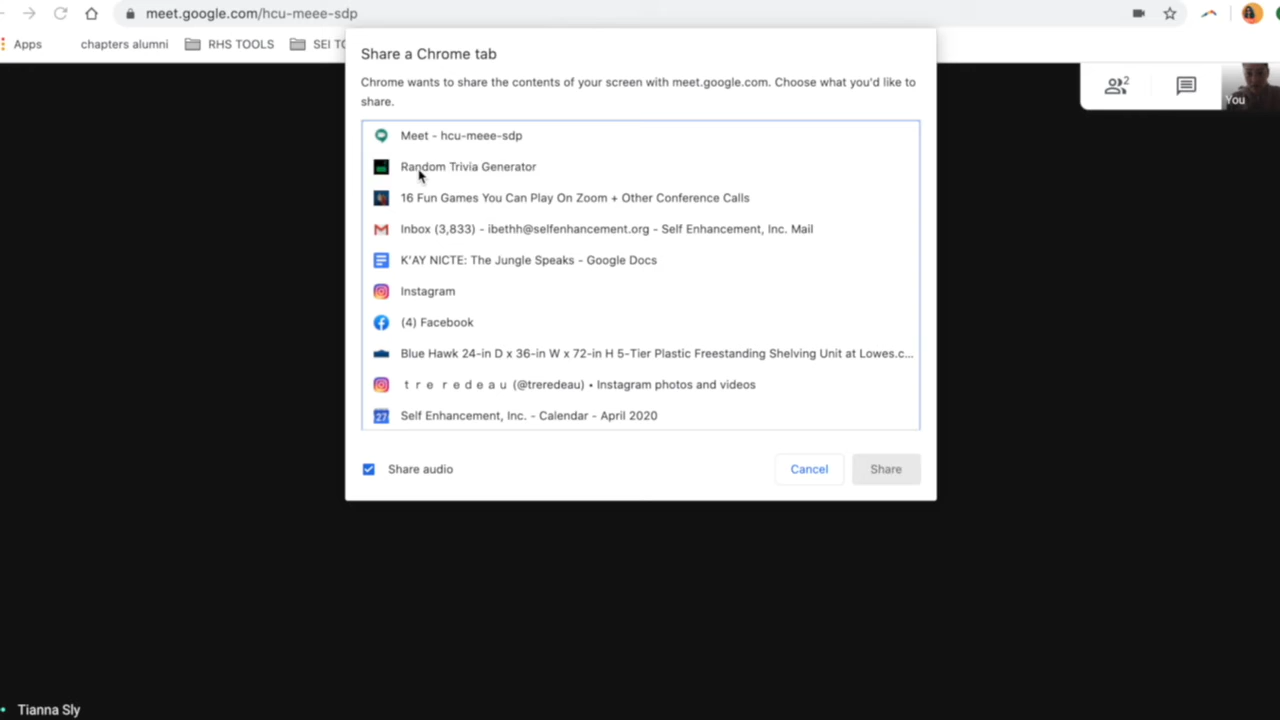 meet.google.com/hcu-meee-sdp
Apps
chapters alumni
RHS TOOLS
SEI TO
Share a Chrome tab
Chrome wants to share the contents of your screen with meet.google.com. Choose what you'd like to
share.
2
You
Meet - hcu-meee-sdp
Random Trivia Generator
16 Fun Games You Can Play On Zoom + Other Conference Calls
Inbox (3,833) - ibethh@selfenhancement.org - Self Enhancement, Inc. Mail
K'AY NICTE: The Jungle Speaks - Google Docs
Instagram
(4) Facebook
Blue Hawk 24-in D x 36-in W x 72-in H 5-Tier Plastic Freestanding Shelving Unit at Lowes.c...
27
t r e r e d e a u (@treredeau) • Instagram photos and videos
Self Enhancement, Inc. - Calendar - April 2020
Share audio
Cancel
Share
Tianna Sly